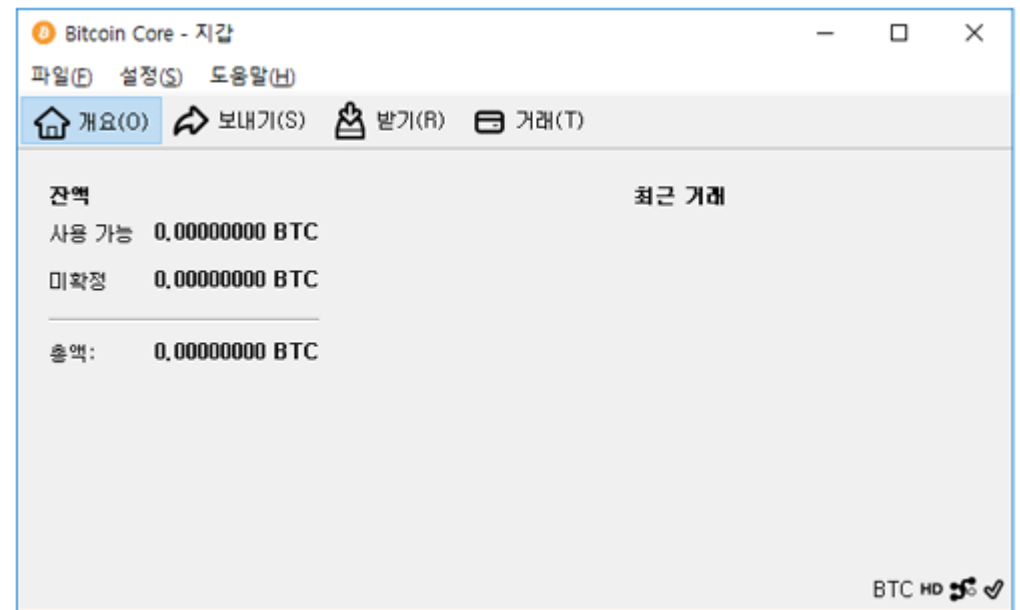 Bitcoin Core - 지갑
파일(F) 설정(S) 도움말(H)
개요(O) 보내기(S) 받기(R) 거래(T)
잔액 최근 거래
사용 가능 0.00000000 BTC
미확정 0.00000000 BTC
총액: 0.00000000 BTC
BTC HD